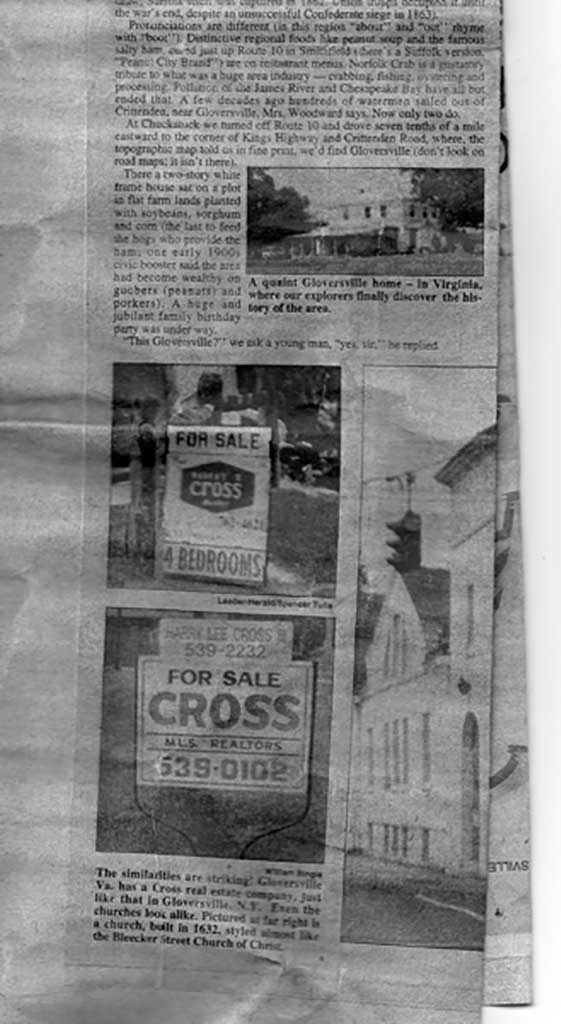 the war's end, despite an unsuccessful Confederate siege in 1863).
Pronunciations are different (in this region "about" and "out" rhyme
with "boot"). Distinctive regional foods like peanut soup and the famous
salty ham, cured just up Route 10 in Smithfield (there's a Suffolk version,
"Peanut City Brand") are on restaurant menus. Norfolk Crab is a gustatory
tribute to what was a huge area industry — crabbing, fishing, oystering and
processing. Pollution of the James River and Chesapeake Bay have all but
ended that. A few decades ago hundreds of watermen sailed out of
Crittenden, near Gloversville, Mrs. Woodward says. Now only two do.
At Chuckatuck we turned off Route 10 and drove seven tenths of a mile
eastward to the corner of Kings Highway and Crittenden Road, where, the
topographic map told us in fine print, we'd find Gloversville (don't look on
road maps; it isn't there).
There a two-story white
frame house sat on a plot
in flat farm lands planted
with soybeans, sorghum
and corn (the last to feed
the hogs who provide the
ham; one early 1900s
civic booster said the area
had become wealthy on
goobers (peanuts) and
porkers). A huge and
jubilant family birthday
party was under way.
"This Gloversville?" we ask a young man, "yes, sir," he replied.
A quaint Gloversville home – in Virginia,
where our explorers finally discover the his-
tory of the area.
FOR SALE
CROSS
4 BEDROOMS
Leader-Herald/Spencer Tulis
HARRY LEE CROSS
539-2232
FOR SALE
CROSS
M.L.S. REALTORS
539-0102
The similarities are striking! Gloversville
Va. has a Cross real estate company, just
like that in Gloversville, N.Y. Even the
churches look alike. Pictured at far right is
a church, built in 1632, styled almost like
the Bleecker Street Church of Christ.
SVILLE